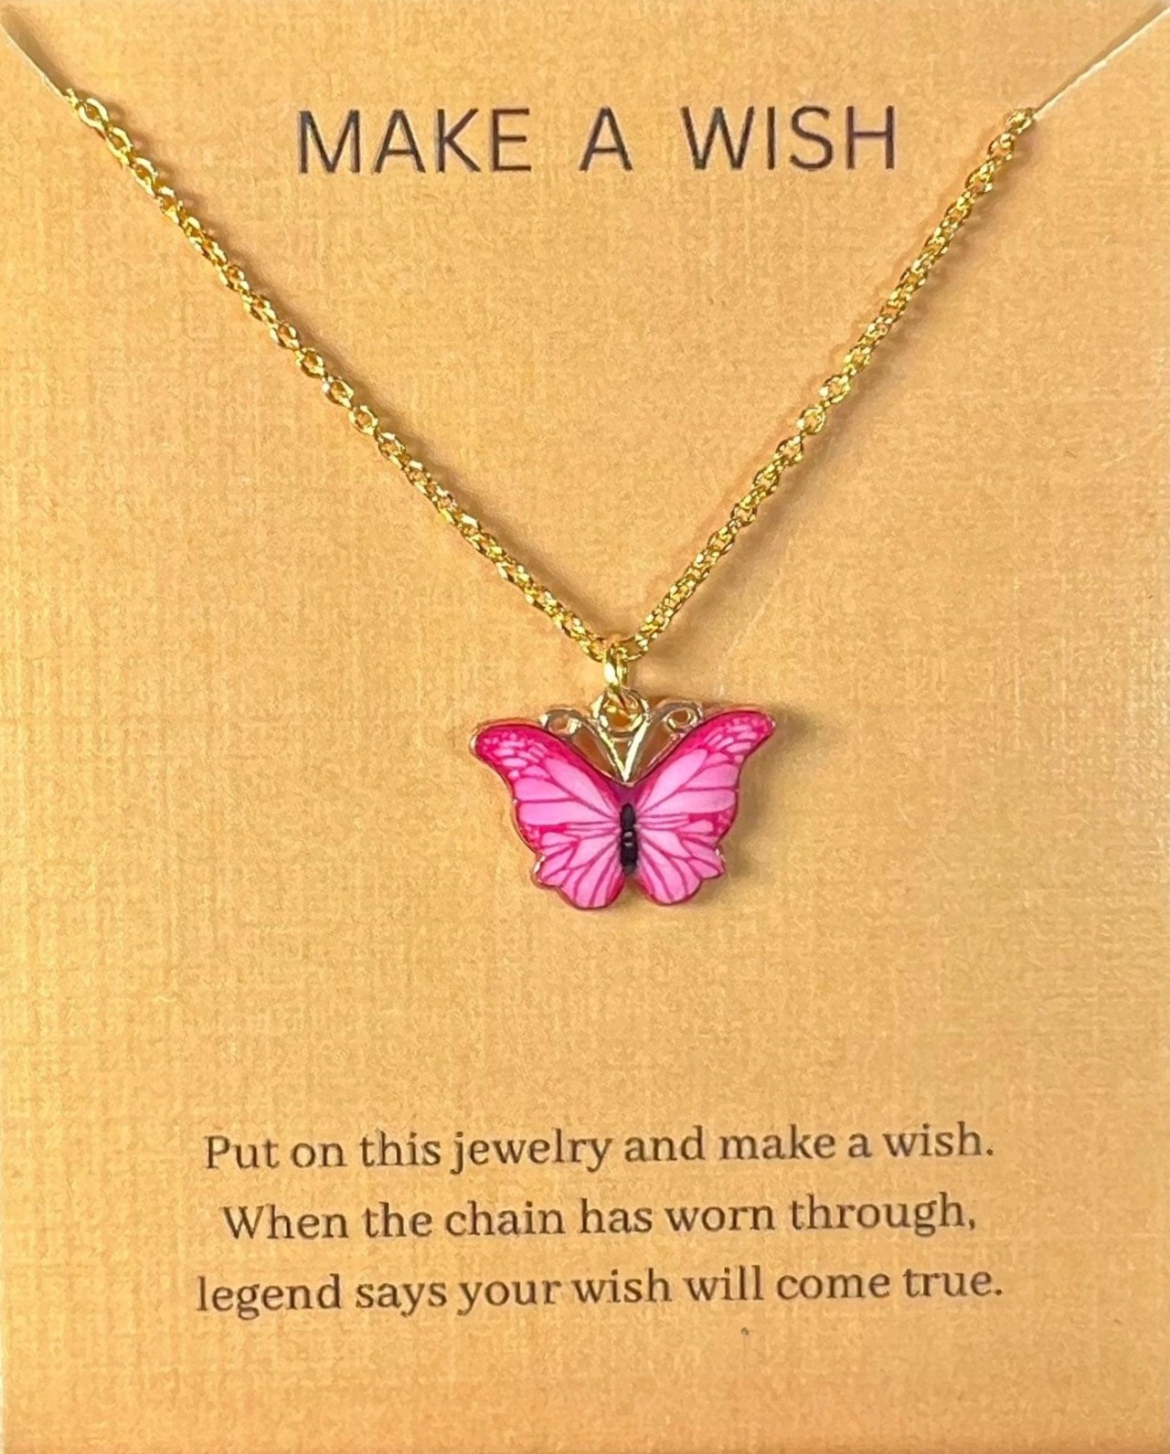 MAKE A WISH
Put on this jewelry and make a wish.
When the chain has worn through,
legend says your wish will come true.